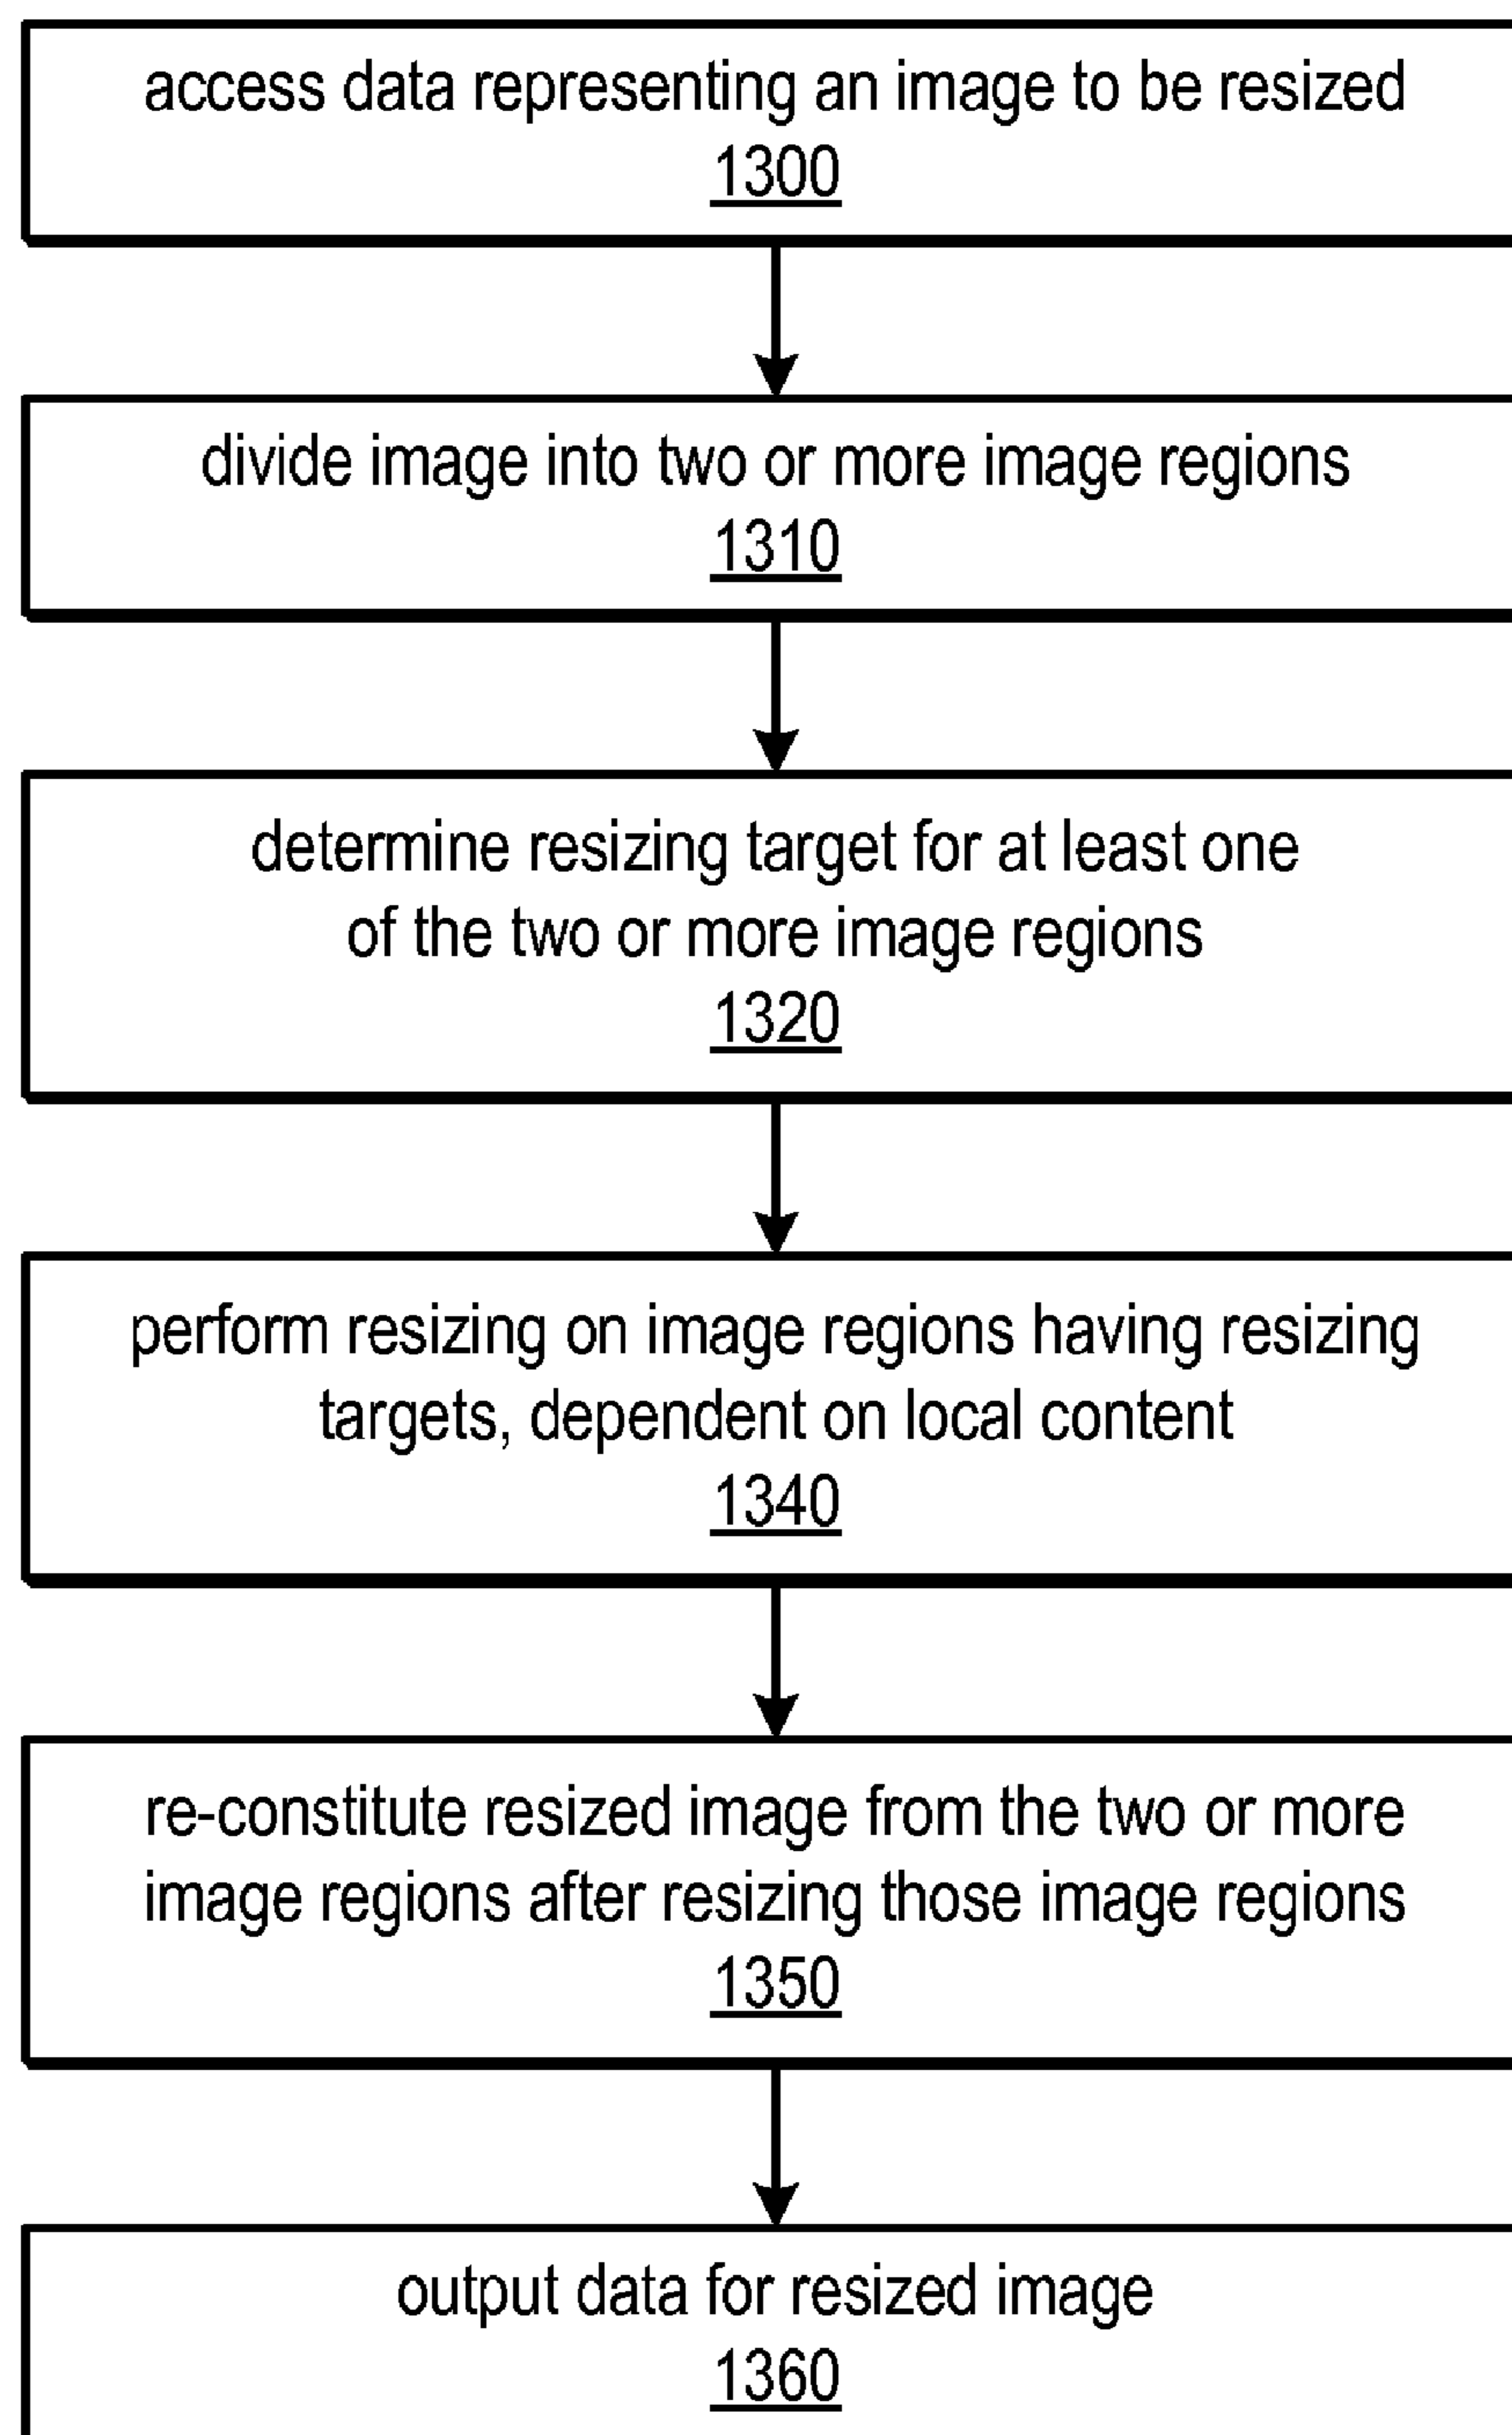 access data representing an image to be resized
1300
divide image into two or more image regions
1310
determine resizing target for at least one
of the two or more image regions
1320
perform resizing on image regions having resizing
targets, dependent on local content
1340
re-constitute resized image from the two or more
image regions after resizing those image regions
1350
output data for resized image
1360